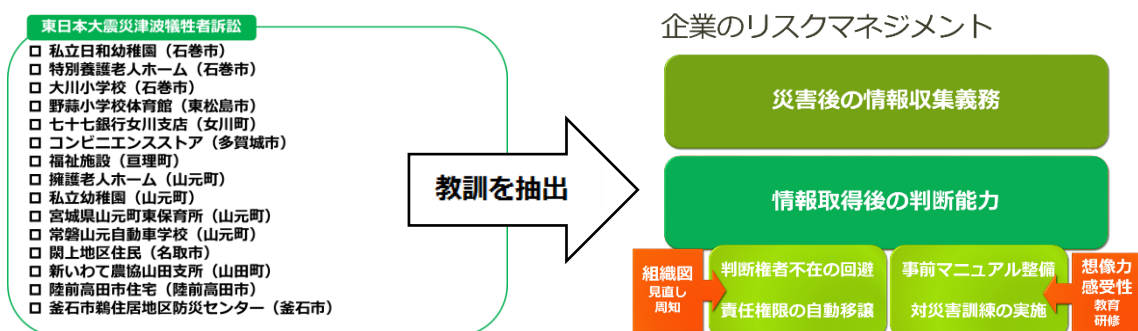 東日本大震災津波犠牲者訴訟
私立日和幼稚園（石巻市）
特別養護老人ホーム（石巻市）
大川小学校（石巻市）
野蒜小学校体育館（東松島市）
七十七銀行女川支店（女川町）
コンビニエンスストア（多賀城市）
福祉施設（亘理町）
擁護老人ホーム（山元町）
私立幼稚園（山元町）
宮城県山元町東保育所（山元町）
常磐山元自動車学校（山元町）
閖上地区住民（名取市）
新いわて農協山田支所（山田町）
陸前高田市住宅（陸前高田市）
釜石市鵜住居地区防災センター（釜石市）
教訓を抽出
企業のリスクマネジメント
災害後の情報収集義務
情報取得後の判断能力
組織図
見直し
周知
判断権者不在の回避
責任権限の自動移譲
事前マニュアル整備
対災害訓練の実施
想像力
感受性
教育
研修